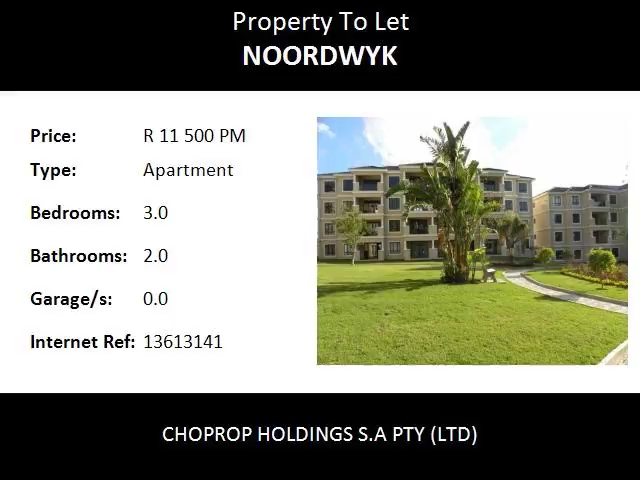 Property To Let
NOORDWYK
Price: R 11 500 PM
Type: Apartment
Bedrooms: 3.0
Bathrooms: 2.0
Garage/s: 0.0
Internet Ref: 13613141
CHOPROP HOLDINGS S.A PTY (LTD)